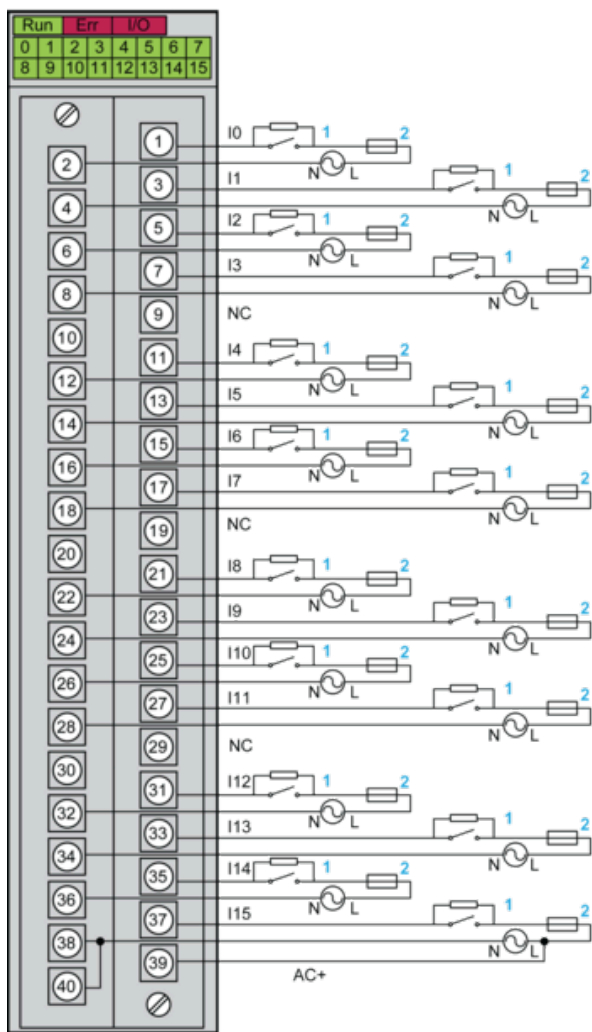 Run Err I/O
0 1 2 3 4 5 6 7
8 9 10 11 12 13 14 15
1 I0 1 2
2 N L
3 I1 1 2
4 N L
5 I2 1 2
6 N L
7 I3 1 2
8 N L
9 NC
10
11 I4 1 2
12 N L
13 I5 1 2
14 N L
15 I6 1 2
16 N L
17 I7 1 2
18 N L
19 NC
20
21 I8 1 2
22 N L
23 I9 1 2
24 N L
25 I10 1 2
26 N L
27 I11 1 2
28 N L
29 NC
30
31 I12 1 2
32 N L
33 I13 1 2
34 N L
35 I14 1 2
36 N L
37 I15 1 2
38 N L
39 AC+
40